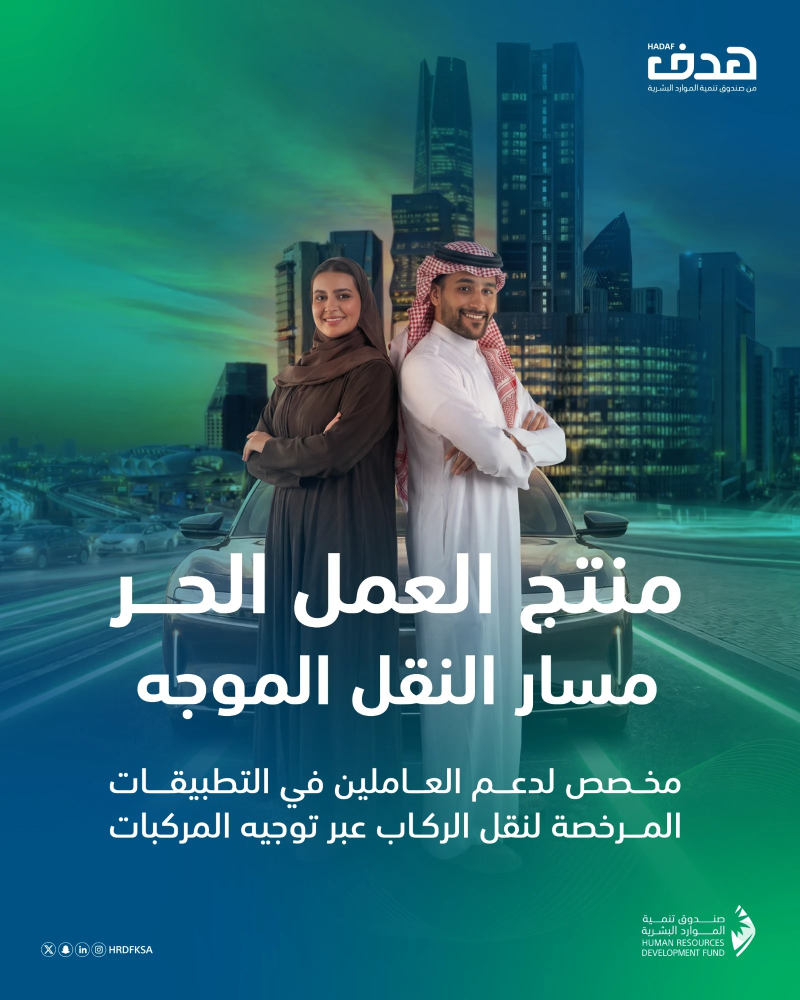 HADAF
هدف
من صندوق تنمية الموارد البشرية
منتج العمل الحر
مسار النقل الموجه
مخصص لدعم العاملين في التطبيقات
المرخصة لنقل الركاب عبر توجيه المركبات
صندوق تنمية
الموارد البشرية
HUMAN RESOURCES
DEVELOPMENT FUND
HRDFKSA